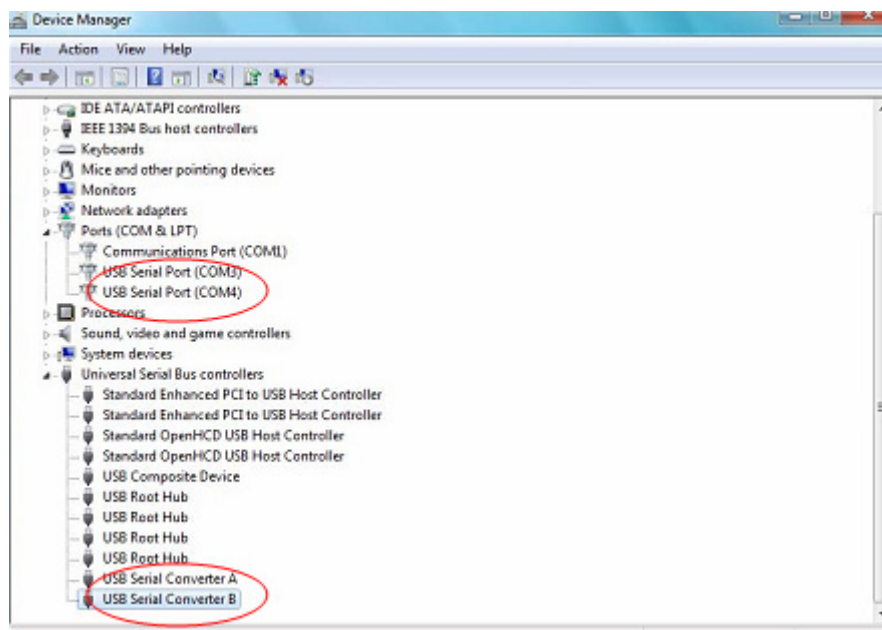 Device Manager
File Action View Help
IDE ATA/ATAPI controllers
IEEE 1394 Bus host controllers
Keyboards
Mice and other pointing devices
Monitors
Network adapters
Ports (COM & LPT)
Communications Port (COM1)
USB Serial Port (COM3)
USB Serial Port (COM4)
Processors
Sound, video and game controllers
System devices
Universal Serial Bus controllers
Standard Enhanced PCI to USB Host Controller
Standard Enhanced PCI to USB Host Controller
Standard OpenHCD USB Host Controller
Standard OpenHCD USB Host Controller
USB Composite Device
USB Root Hub
USB Root Hub
USB Root Hub
USB Root Hub
USB Serial Converter A
USB Serial Converter B